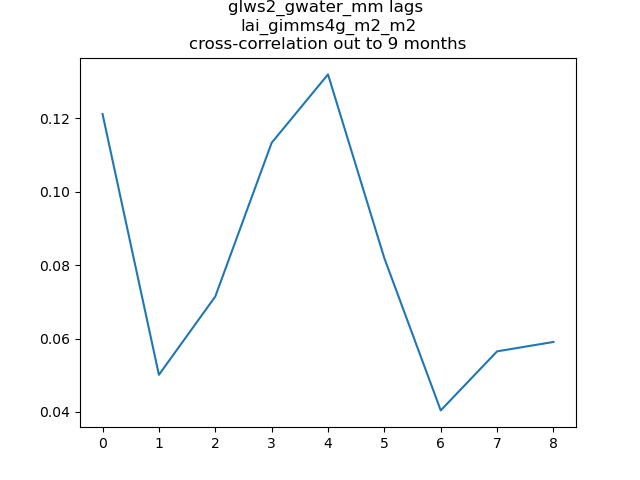 glws2_gwater_mm lags
lai_gimms4g_m2_m2
cross-correlation out to 9 months
0.12
0.10
0.08
0.06
0.04
0 1 2 3 4 5 6 7 8